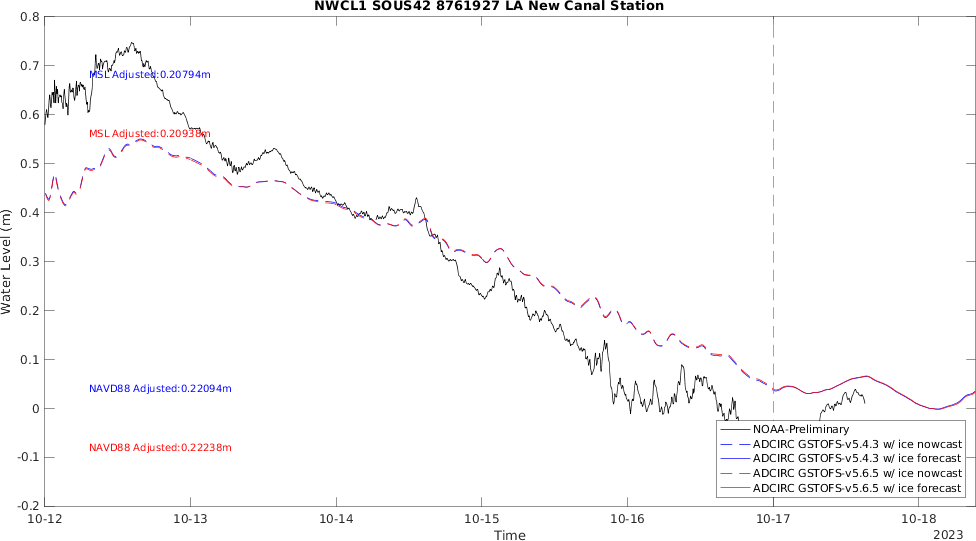 NWCL1 SOUS42 8761927 LA New Canal Station
0.8
0.7
0.6
0.5
0.4
0.3
0.2
0.1
0
-0.1
-0.2
Water Level (m)
MSL Adjusted:0.20794m
MSL Adjusted:0.20938m
NAVD88 Adjusted:0.22094m
NAVD88 Adjusted:0.22238m
NOAA-Preliminary
ADCIRC GSTOFS-v5.4.3 w/ ice nowcast
ADCIRC GSTOFS-v5.4.3 w/ ice forecast
ADCIRC GSTOFS-v5.6.5 w/ ice nowcast
ADCIRC GSTOFS-v5.6.5 w/ ice forecast
10-12 10-13 10-14 10-15 10-16 10-17 10-18
Time
2023